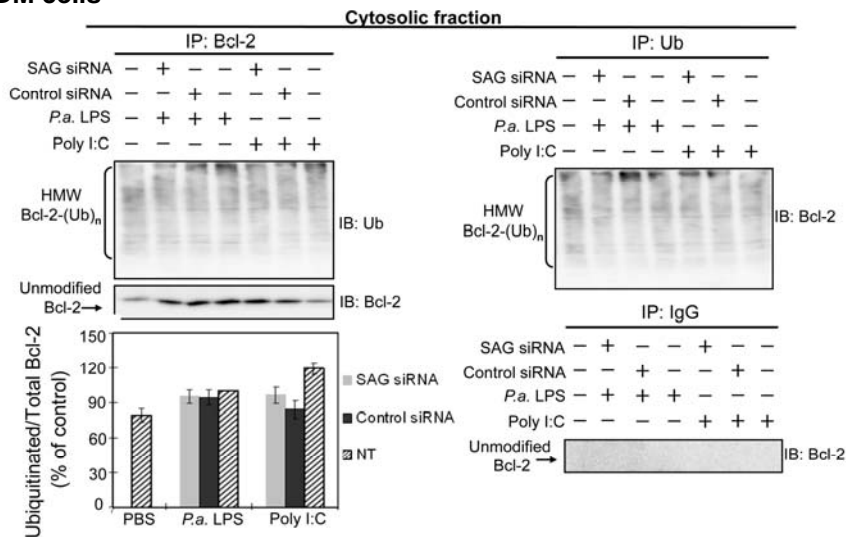 Cytosolic fraction
IP: Bcl-2
SAG siRNA − + − − + − −
Control siRNA − − + − − + −
P.a. LPS − + + + − − −
Poly I:C − − − − + + +
HMW
Bcl-2-(Ub)n
IB: Ub
Unmodified
Bcl-2→
IB: Bcl-2
Ubiquitinated/Total Bcl-2
(% of control)
150
120
90
60
30
0
PBS P.a. LPS Poly I:C
SAG siRNA
Control siRNA
NT
IP: Ub
SAG siRNA − + − − + − −
Control siRNA − − + − − + −
P.a. LPS − + + + − − −
Poly I:C − − − − + + +
HMW
Bcl-2-(Ub)n
IB: Bcl-2
IP: IgG
SAG siRNA − + − − + − −
Control siRNA − − + − − + −
P.a. LPS − + + + − − −
Poly I:C − − − − + + +
Unmodified
Bcl-2 →
IB: Bcl-2